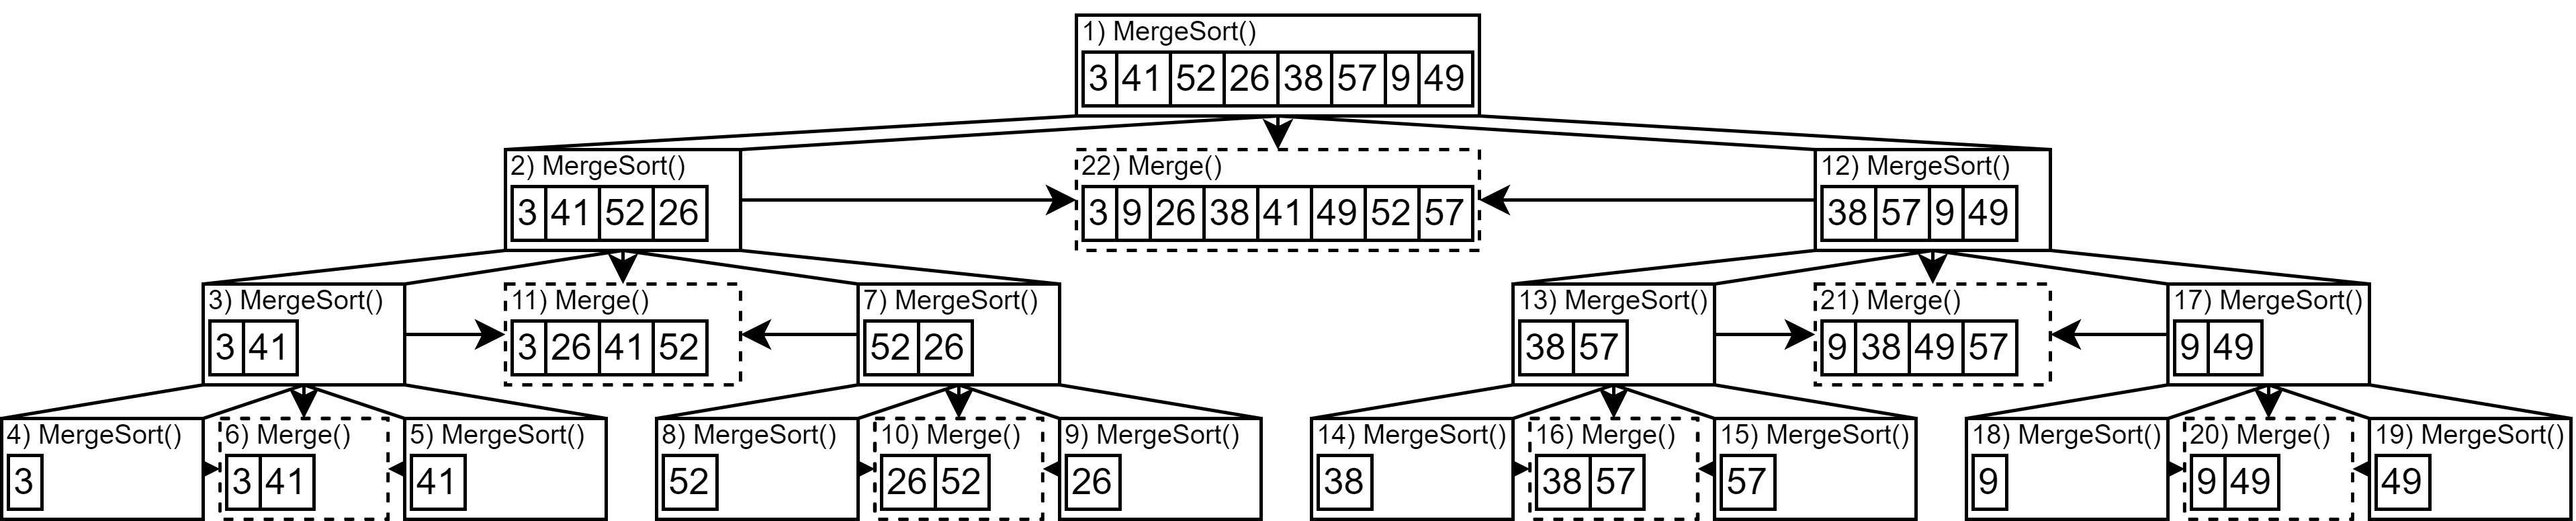 1) MergeSort()
3 41 52 26 38 57 9 49
2) MergeSort()
3 41 52 26
22) Merge()
3 9 26 38 41 49 52 57
12) MergeSort()
38 57 9 49
3) MergeSort()
3 41
11) Merge()
3 26 41 52
7) MergeSort()
52 26
13) MergeSort()
38 57
21) Merge()
9 38 49 57
17) MergeSort()
9 49
4) MergeSort()
3
6) Merge()
3 41
5) MergeSort()
41
8) MergeSort()
52
10) Merge()
26 52
9) MergeSort()
26
14) MergeSort()
38
16) Merge()
38 57
15) MergeSort()
57
18) MergeSort()
9
20) Merge()
9 49
19) MergeSort()
49